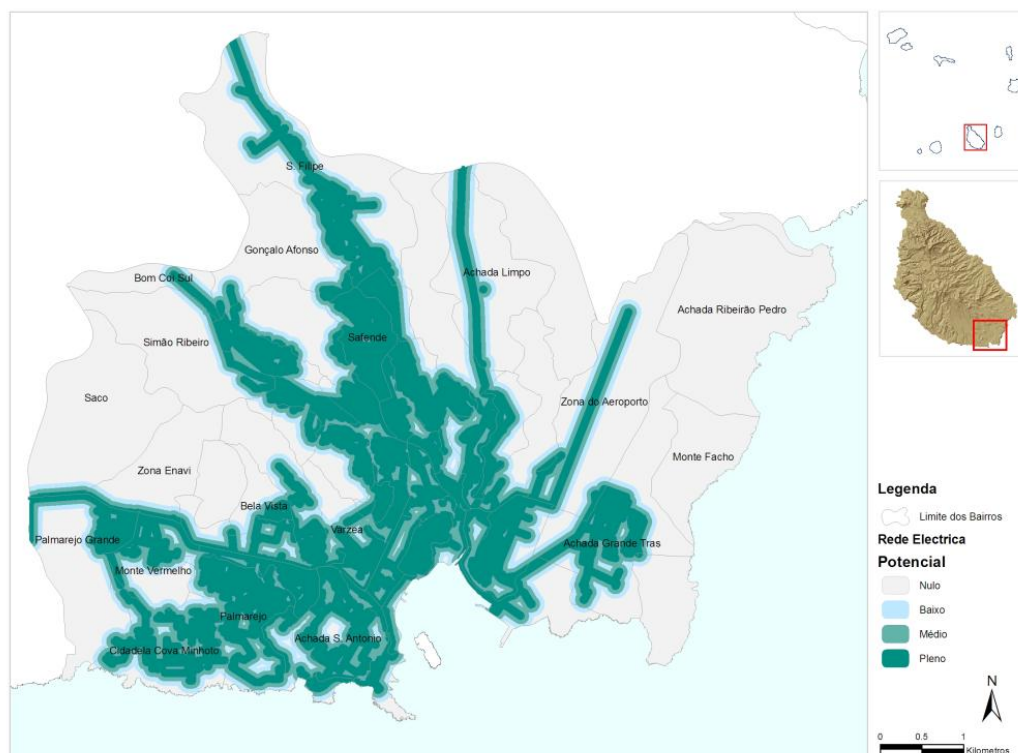 S. Filipe
Gonçalo Afonso
Bom Coi Sul
Achada Limpo
Achada Ribeirão Pedro
Simão Ribeiro
Safende
Saco
Zona do Aeroporto
Zona Enavi
Monte Facho
Bela Vista
Varzea
Palmarejo Grande
Achada Grande Tras
Monte Vermelho
Palmarejo
Achada S. Antonio
Cidadela Cova Minhoto
Legenda
Limite dos Bairros
Rede Electrica
Potencial
Nulo
Baixo
Médio
Pleno
N
0 0.5 1
Kilometros